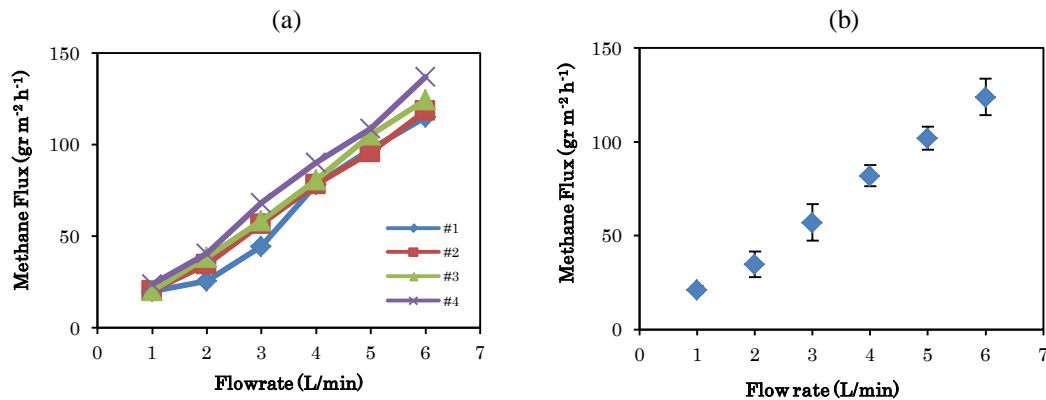 (a)
150
100
50
0
0 1 2 3 4 5 6 7
Methane Flux (gr m-2 h-1)
Flowrate (L/min)
#1
#2
#3
#4
(b)
150
100
50
0
0 1 2 3 4 5 6 7
Methane Flux (gr m-2 h-1)
Flow rate (L/min)